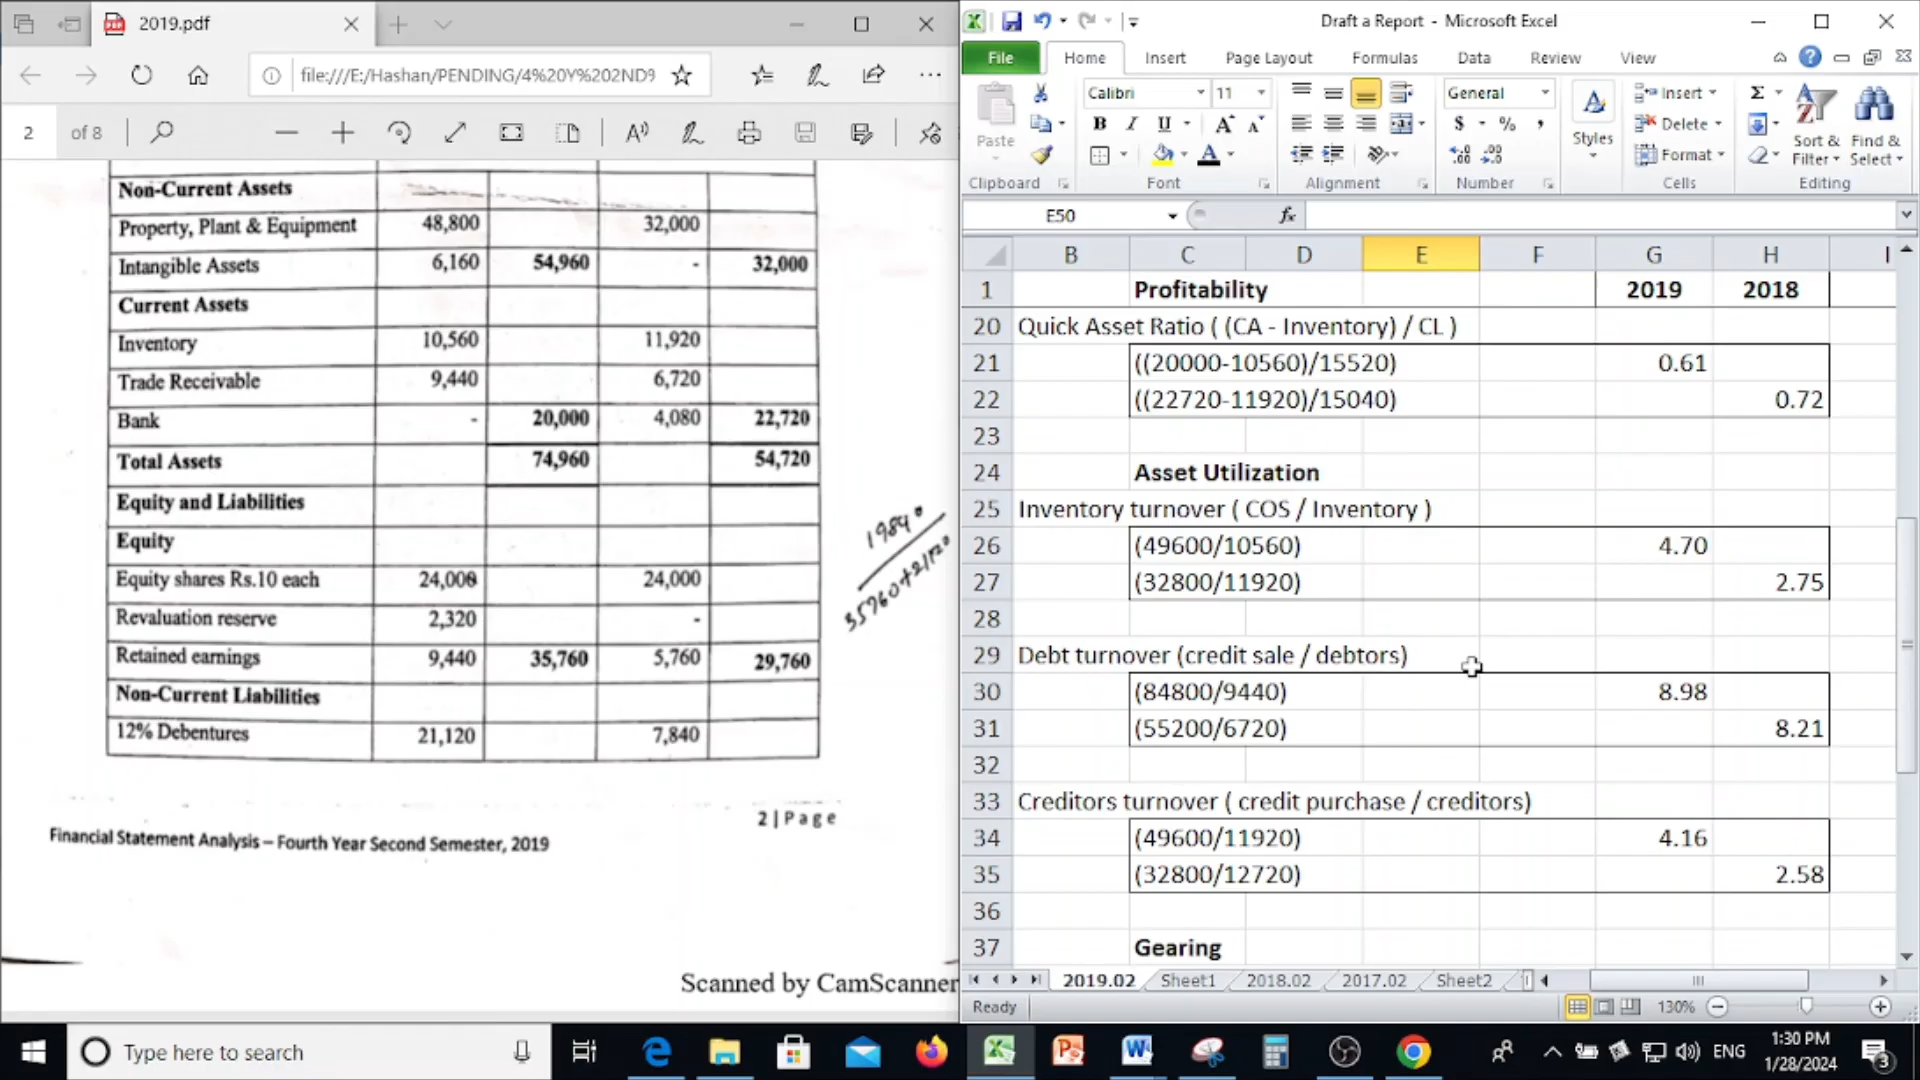 2019.pdf
file:///E:/Hashan/PENDING/4%20Y%202ND9
2 of 8
Non-Current Assets
Property, Plant & Equipment 48,800 32,000
Intangible Assets 6,160 54,960 - 32,000
Current Assets
Inventory 10,560 11,920
Trade Receivable 9,440 6,720
Bank - 20,000 4,080 22,720
Total Assets 74,960 54,720
Equity and Liabilities
Equity
Equity shares Rs.10 each 24,000 24,000
Revaluation reserve 2,320 -
Retained earnings 9,440 35,760 5,760 29,760
Non-Current Liabilities
12% Debentures 21,120 7,840
19840
35760+21120
2 | Page
Financial Statement Analysis – Fourth Year Second Semester, 2019
Scanned by CamScanner
Draft a Report - Microsoft Excel
File Home Insert Page Layout Formulas Data Review View
Calibri 11 General
Paste Styles Insert Delete Format Sort & Filter Find & Select
Clipboard Font Alignment Number Cells Editing
E50 fx
B C D E F G H I
1 Profitability 2019 2018
20 Quick Asset Ratio ( (CA - Inventory) / CL )
21 ((20000-10560)/15520) 0.61
22 ((22720-11920)/15040) 0.72
23
24 Asset Utilization
25 Inventory turnover ( COS / Inventory )
26 (49600/10560) 4.70
27 (32800/11920) 2.75
28
29 Debt turnover (credit sale / debtors)
30 (84800/9440) 8.98
31 (55200/6720) 8.21
32
33 Creditors turnover ( credit purchase / creditors)
34 (49600/11920) 4.16
35 (32800/12720) 2.58
36
37 Gearing
2019.02 Sheet1 2018.02 2017.02 Sheet2
Ready 130%
Type here to search
ENG
1:30 PM
1/28/2024
3